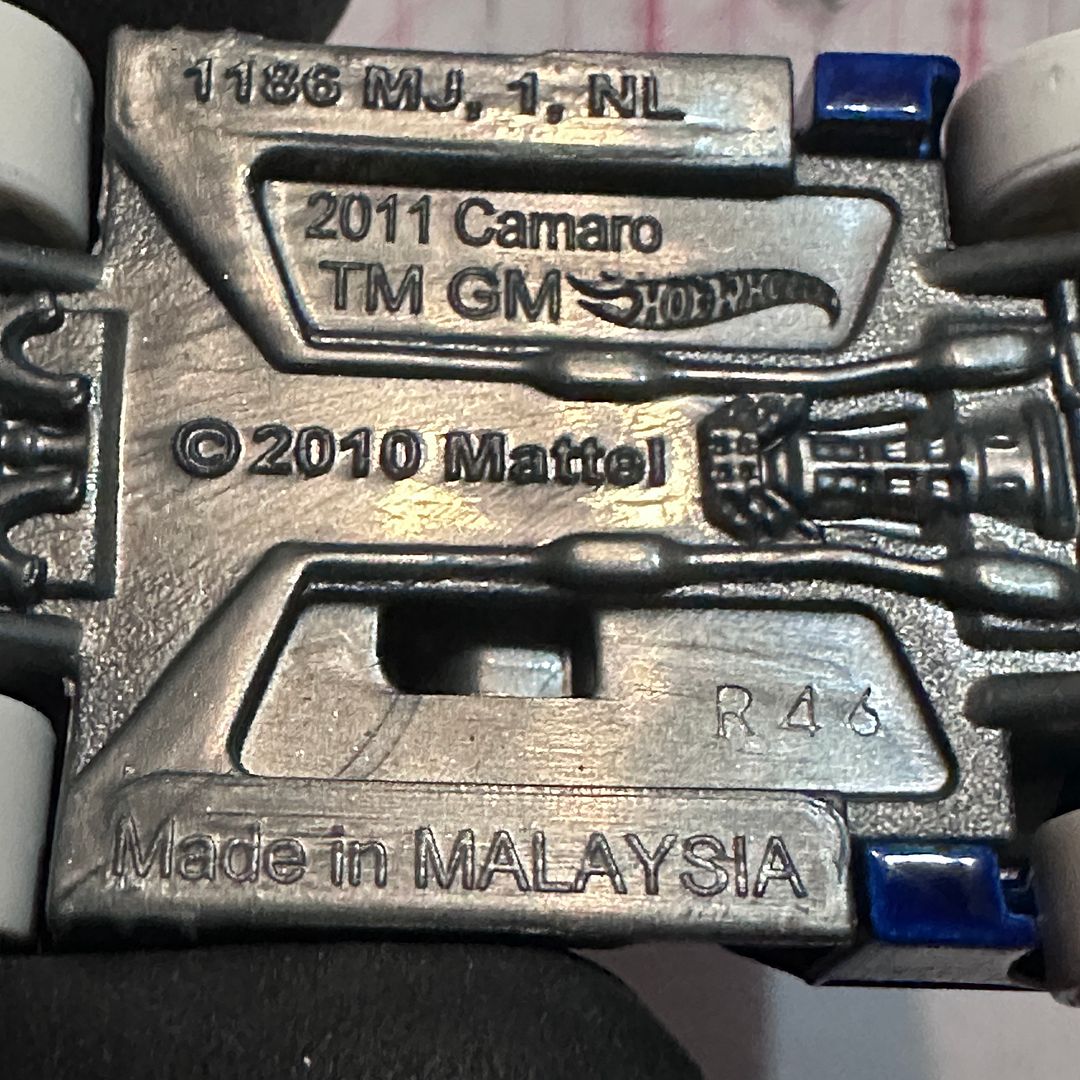 1186 MJ, 1, NL
2011 Camaro
TM GM HOT WHEELS
©2010 Mattel
R46
Made in MALAYSIA